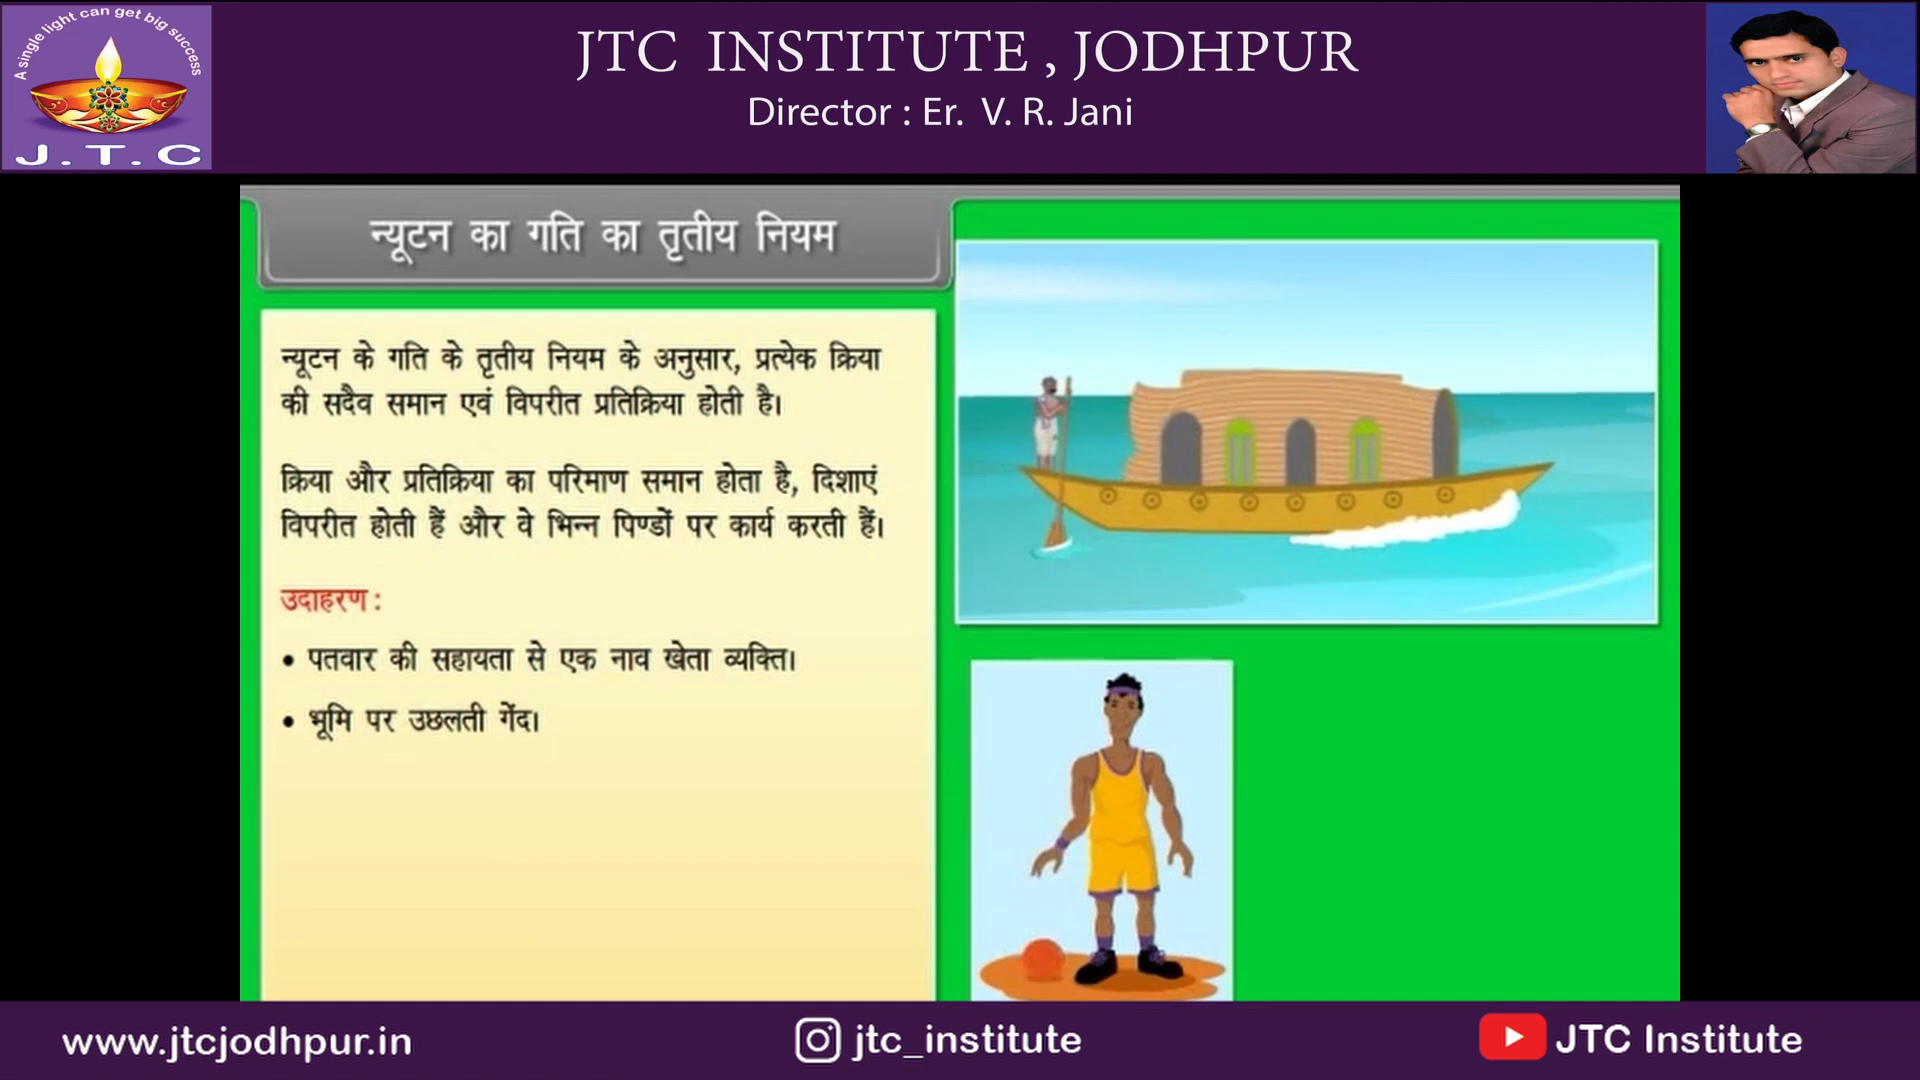 A single light can get big success
J.T.C
JTC INSTITUTE , JODHPUR
Director : Er. V. R. Jani
न्यूटन का गति का तृतीय नियम
न्यूटन के गति के तृतीय नियम के अनुसार, प्रत्येक क्रिया
की सदैव समान एवं विपरीत प्रतिक्रिया होती है।
क्रिया और प्रतिक्रिया का परिमाण समान होता है, दिशाएं
विपरीत होती हैं और वे भिन्न पिण्डों पर कार्य करती हैं।
उदाहरण :
• पतवार की सहायता से एक नाव खेता व्यक्ति।
• भूमि पर उछलती गेंद।
www.jtcjodhpur.in
jtc_institute
JTC Institute